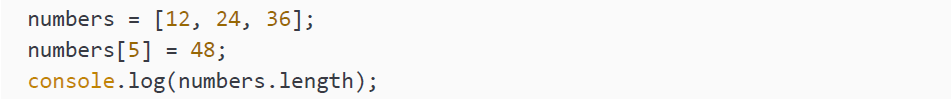 numbers = [12, 24, 36];
numbers[5] = 48;
console.log(numbers.length);